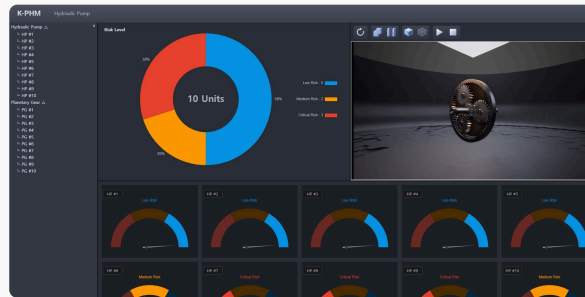 K-PHM
Hydraulic Pump
Hydraulic Pump
HP #1
HP #2
HP #3
HP #4
HP #5
HP #6
HP #7
HP #8
HP #9
HP #10
Planetary Gear
PG #1
PG #2
PG #3
PG #4
PG #5
PG #6
PG #7
PG #8
PG #9
PG #10
Risk Level
30%
20%
50%
10 Units
Low Risk - 5
Medium Risk - 2
Critical Risk - 3
HP #1
Low Risk
HP #2
Low Risk
HP #3
Low Risk
HP #4
Low Risk
HP #5
Low Risk
HP #6
Medium Risk
HP #7
Critical Risk
HP #8
Critical Risk
HP #9
Critical Risk
HP #10
Medium Risk